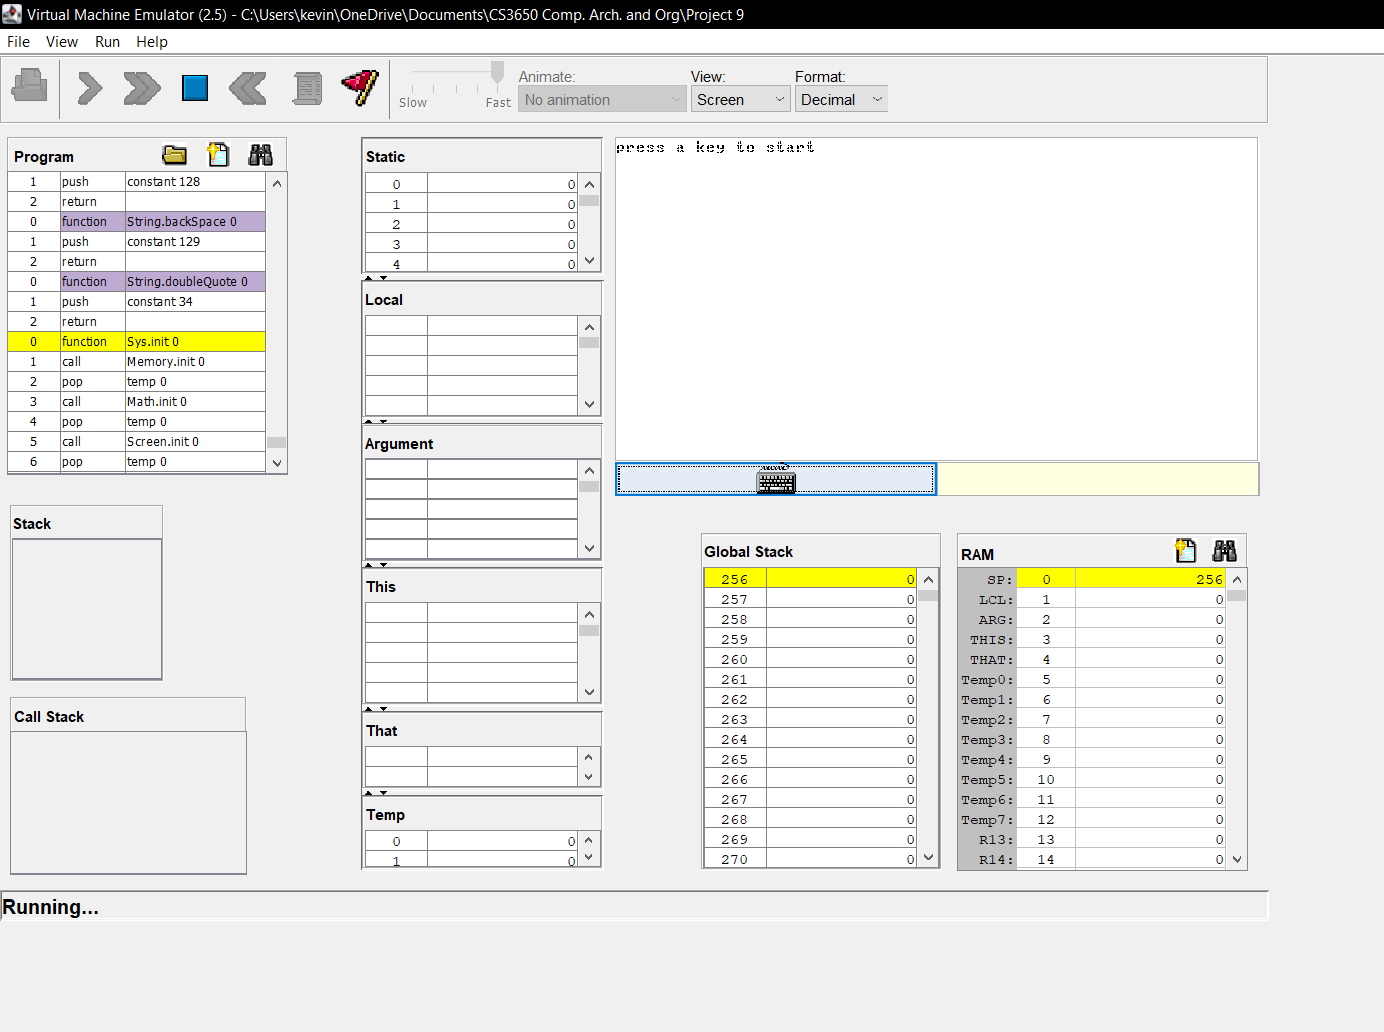 Virtual Machine Emulator (2.5) - C:\Users\kevin\OneDrive\Documents\CS3650 Comp. Arch. and Org\Project 9
File View Run Help
Slow Fast
Animate:
No animation
View:
Screen
Format:
Decimal
Program
1 push constant 128
2 return
0 function String.backSpace 0
1 push constant 129
2 return
0 function String.doubleQuote 0
1 push constant 34
2 return
0 function Sys.init 0
1 call Memory.init 0
2 pop temp 0
3 call Math.init 0
4 pop temp 0
5 call Screen.init 0
6 pop temp 0
Stack
Call Stack
Static
0 0
1 0
2 0
3 0
4 0
Local
Argument
This
That
Temp
0 0
1 0
press a key to start
Global Stack
256 0
257 0
258 0
259 0
260 0
261 0
262 0
263 0
264 0
265 0
266 0
267 0
268 0
269 0
270 0
RAM
SP: 0 256
LCL: 1 0
ARG: 2 0
THIS: 3 0
THAT: 4 0
Temp0: 5 0
Temp1: 6 0
Temp2: 7 0
Temp3: 8 0
Temp4: 9 0
Temp5: 10 0
Temp6: 11 0
Temp7: 12 0
R13: 13 0
R14: 14 0
Running...